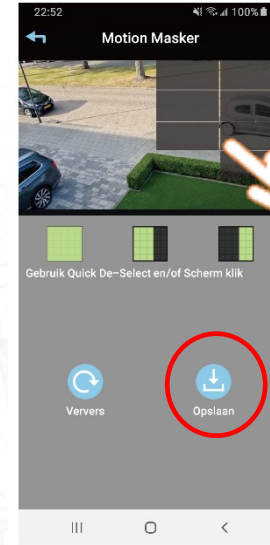 22:52 100%
Motion Masker
Gebruik Quick De-Select en/of Scherm klik
Ververs Opslaan